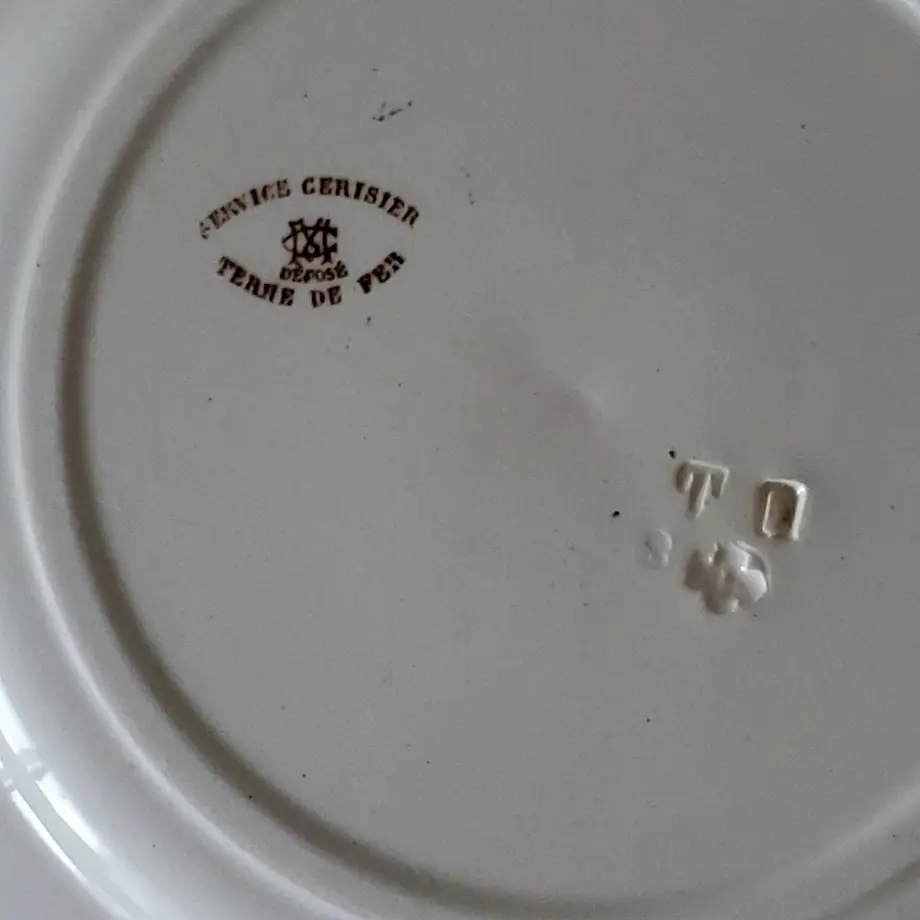 SERVICE CERISIER
DÉPOSÉ
TERRE DE FER
T